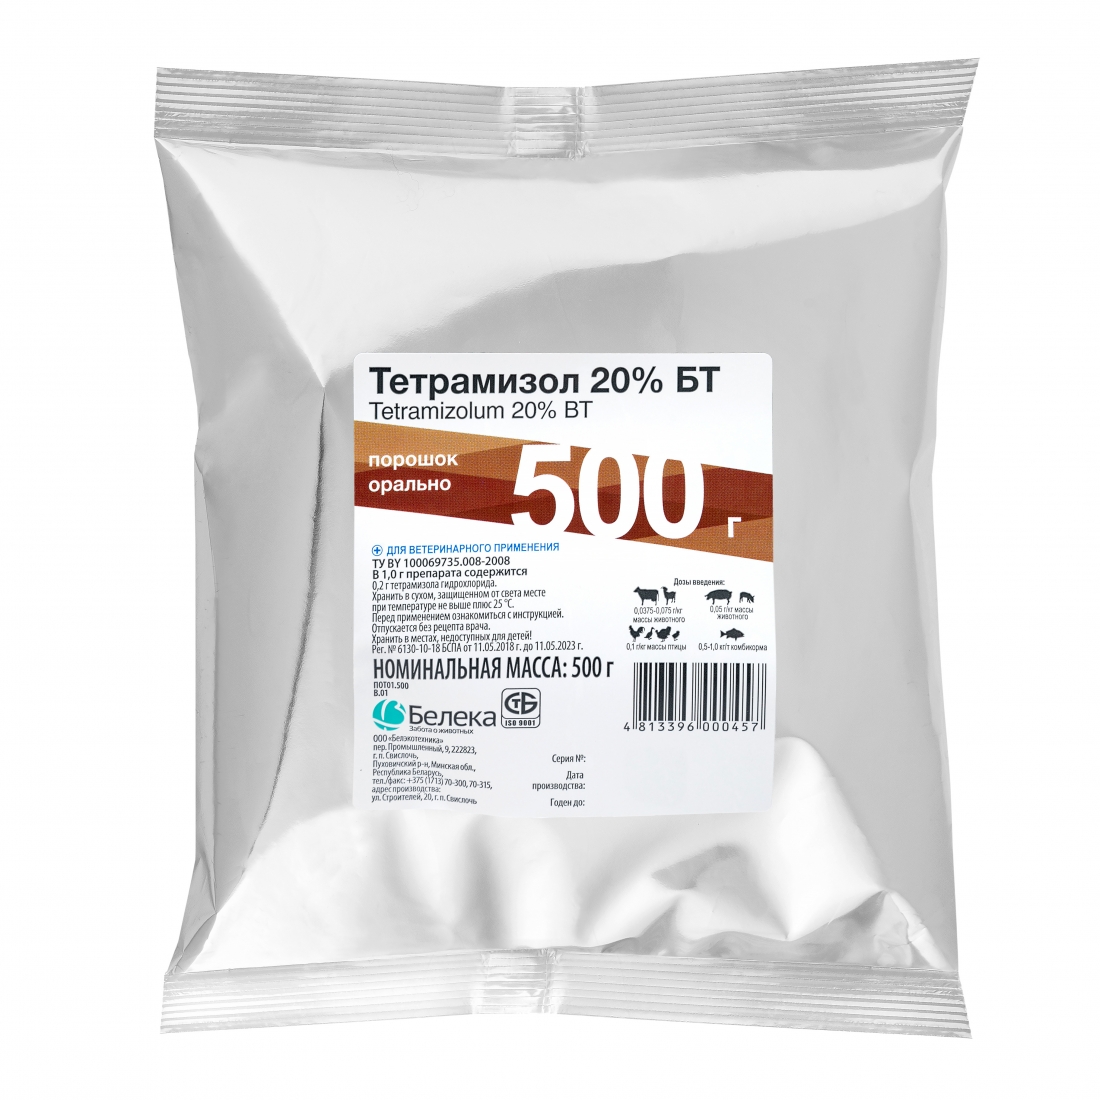 Тетрамизол 20% БТ
Tetramizolum 20% BT
порошок
орально
500 г
ДЛЯ ВЕТЕРИНАРНОГО ПРИМЕНЕНИЯ
ТУ BY 100069735.008-2008
В 1,0 г препарата содержится
0,2 г тетрамизола гидрохлорида.
Хранить в сухом, защищенном от света месте
при температуре не выше плюс 25 °С.
Перед применением ознакомиться с инструкцией.
Отпускается без рецепта врача.
Хранить в местах, недоступных для детей!
Рег. № 6130-10-18 БСПА от 11.05.2018 г. до 11.05.2023 г.
НОМИНАЛЬНАЯ МАССА: 500 г
ПОТ01.500
В.01
Белека
Забота о животных
СТБ
ISO 9001
ООО «Белэкотехника»
пер. Промышленный, 9, 222823,
г. п. Свислочь,
Пуховичский р-н, Минская обл.,
Республика Беларусь,
тел./факс: +375 (1713) 70-300, 70-315,
адрес производства:
ул. Строителей, 20, г. п. Свислочь
Дозы введения:
0,0375-0,075 г/кг
массы животного
0,05 г/кг массы
животного
0,1 г/кг массы птицы
0,5-1,0 кг/т комбикорма
4 813396 000457
Серия №:
Дата
производства:
Годен до: